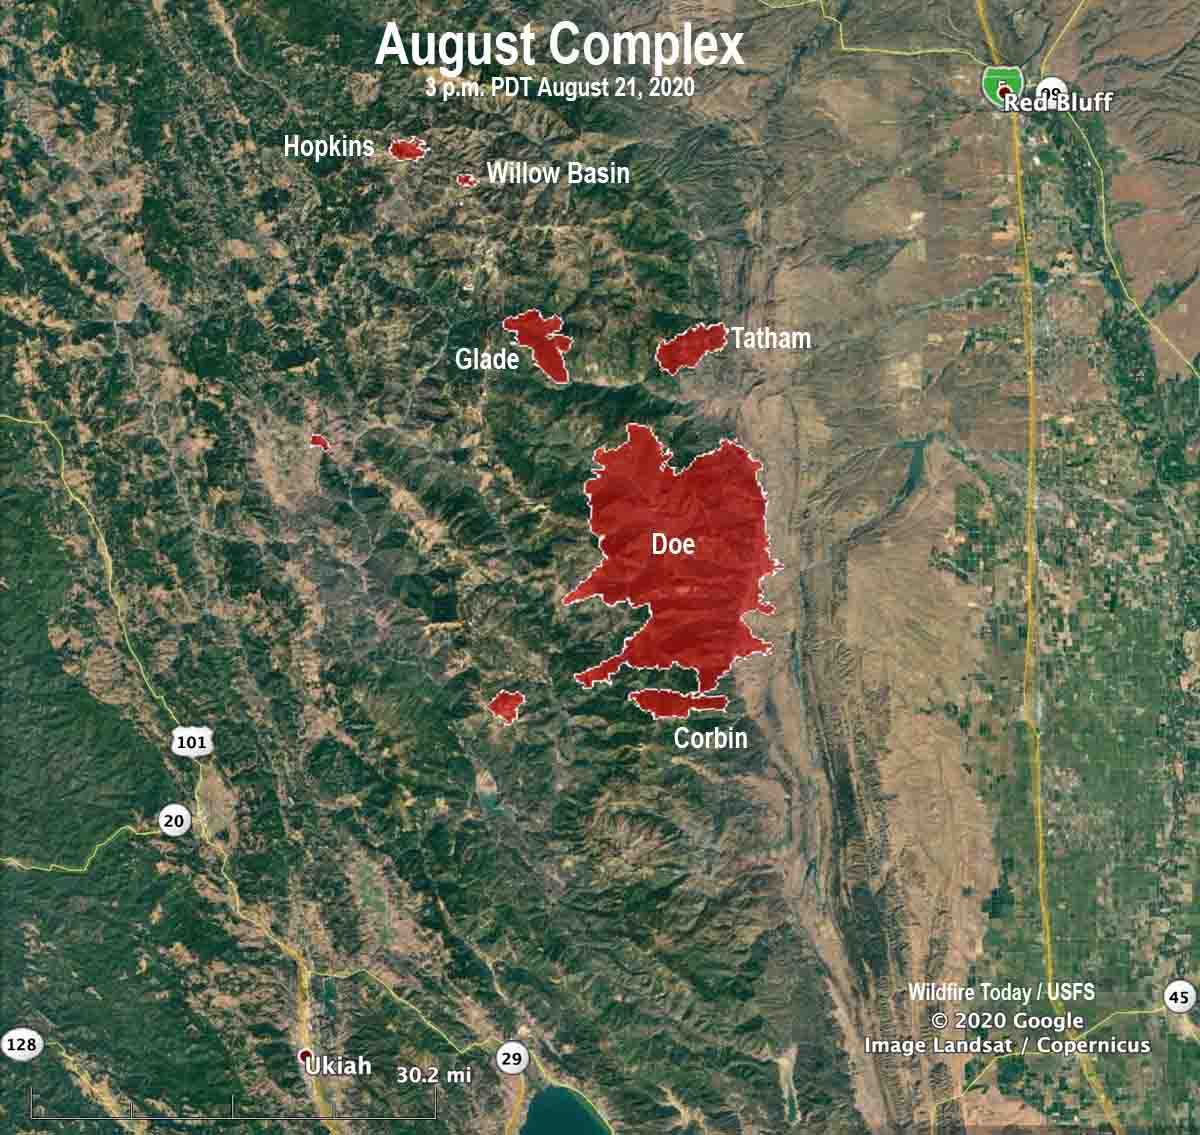 August Complex
3 p.m. PDT August 21, 2020
5
99
Red Bluff
Hopkins
Willow Basin
Glade
Tatham
Doe
Corbin
101
20
Wildfire Today / USFS
© 2020 Google
Image Landsat / Copernicus
45
128
Ukiah
30.2 mi
29